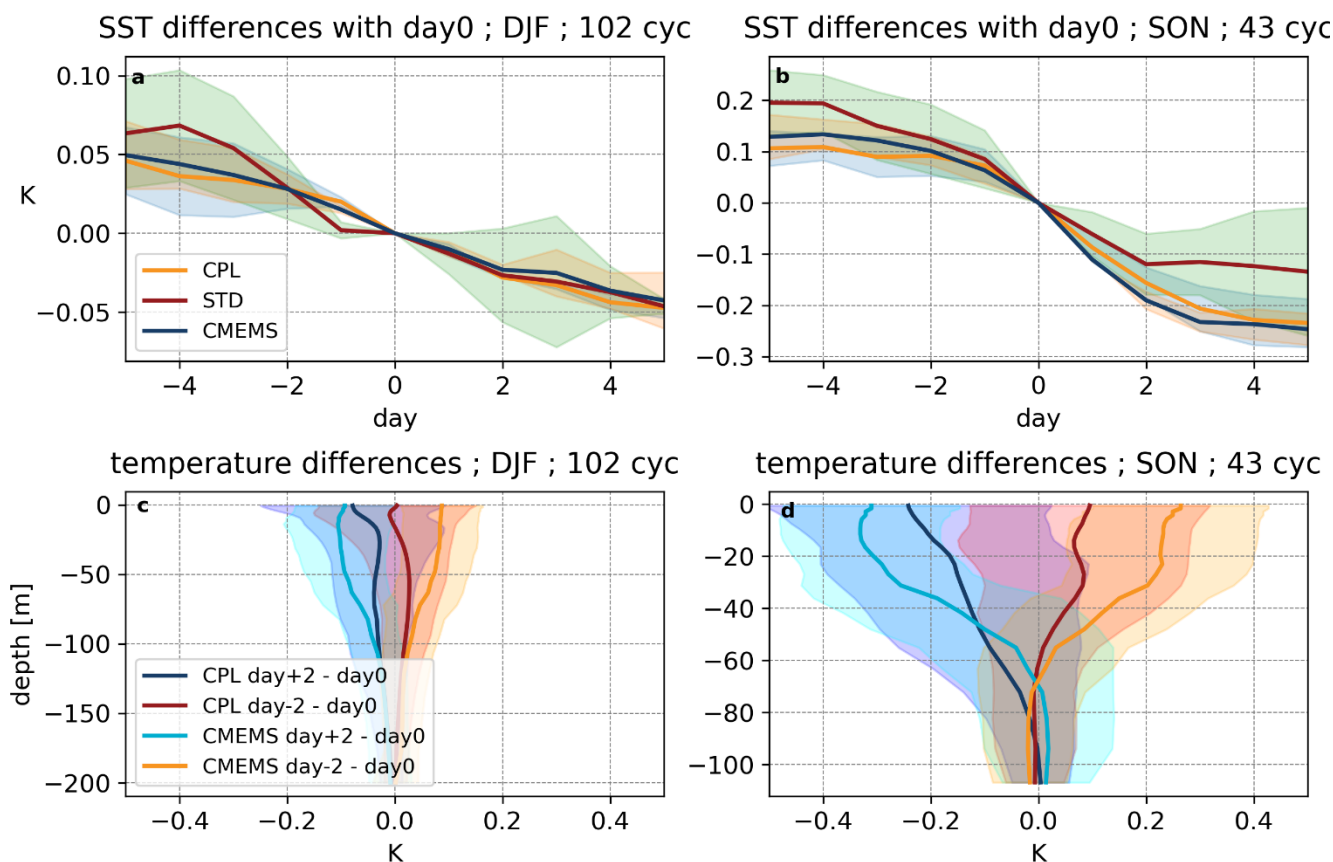 SST differences with day0 ; DJF ; 102 cyc
a
0.10
0.05
0.00
−0.05
K
CPL
STD
CMEMS
−4 −2 0 2 4
day
SST differences with day0 ; SON ; 43 cyc
b
0.2
0.1
0.0
−0.1
−0.2
−0.3
−4 −2 0 2 4
day
temperature differences ; DJF ; 102 cyc
c
0
−50
−100
−150
−200
depth [m]
CPL day+2 - day0
CPL day-2 - day0
CMEMS day+2 - day0
CMEMS day-2 - day0
−0.4 −0.2 0.0 0.2 0.4
K
temperature differences ; SON ; 43 cyc
d
0
−20
−40
−60
−80
−100
−0.4 −0.2 0.0 0.2 0.4
K